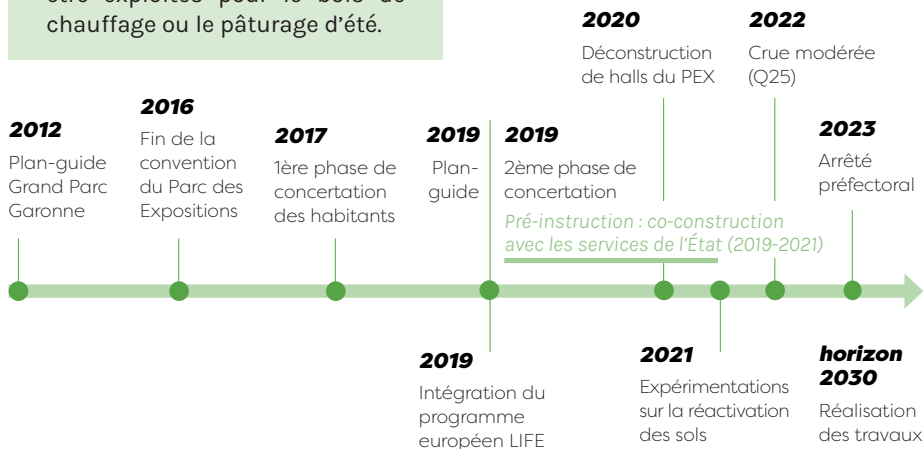 chauffage ou le pâturage d'été.
2012
Plan-guide
Grand Parc
Garonne
2016
Fin de la
convention
du Parc des
Expositions
2017
1ère phase de
concertation
des habitants
2019
Plan-
guide
2019
2ème phase de
concertation
Pré-instruction : co-construction
avec les services de l'État (2019-2021)
2020
Déconstruction
de halls du PEX
2022
Crue modérée
(Q25)
2023
Arrêté
préfectoral
2019
Intégration du
programme
européen LIFE
2021
Expérimentations
sur la réactivation
des sols
horizon
2030
Réalisation
des travaux